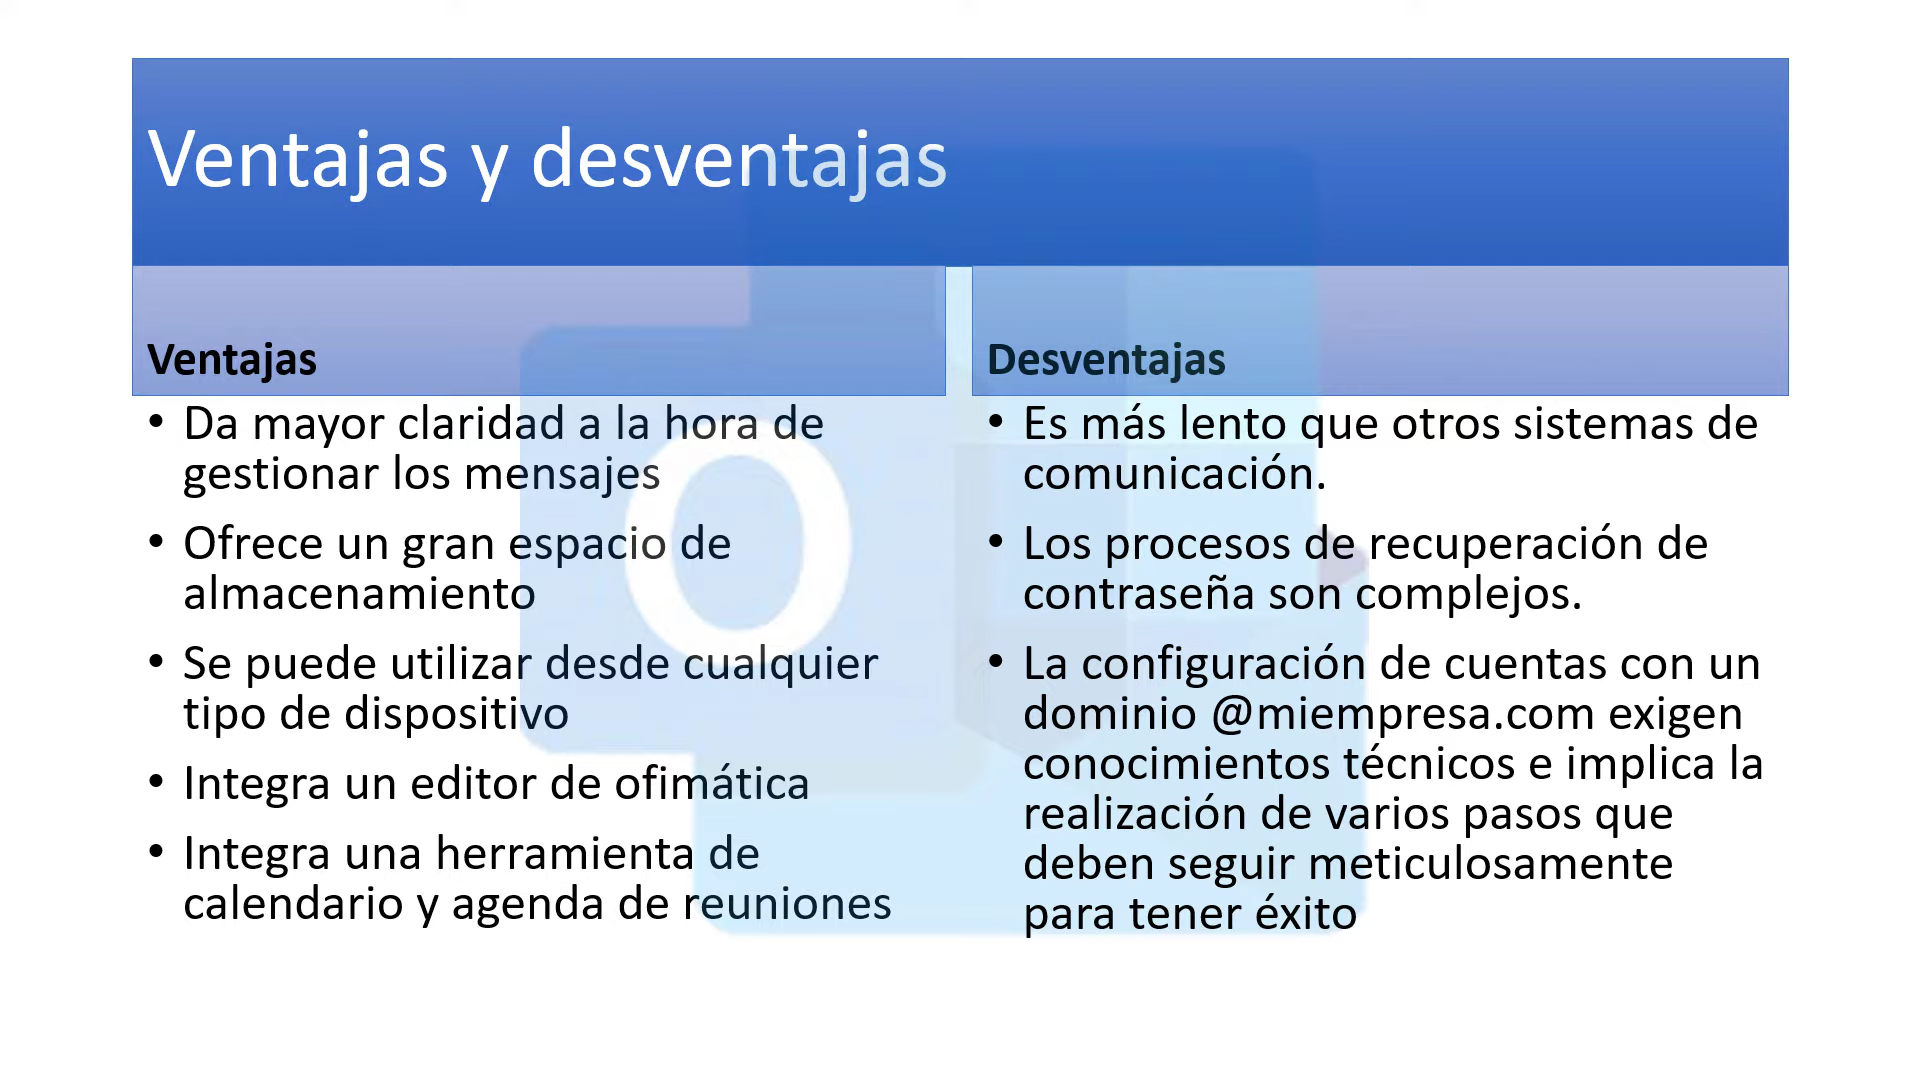 Ventajas y desventajas
Ventajas
• Da mayor claridad a la hora de
gestionar los mensajes
• Ofrece un gran espacio de
almacenamiento
• Se puede utilizar desde cualquier
tipo de dispositivo
• Integra un editor de ofimática
• Integra una herramienta de
calendario y agenda de reuniones
Desventajas
• Es más lento que otros sistemas de
comunicación.
• Los procesos de recuperación de
contraseña son complejos.
• La configuración de cuentas con un
dominio @miempresa.com exigen
conocimientos técnicos e implica la
realización de varios pasos que
deben seguir meticulosamente
para tener éxito
O